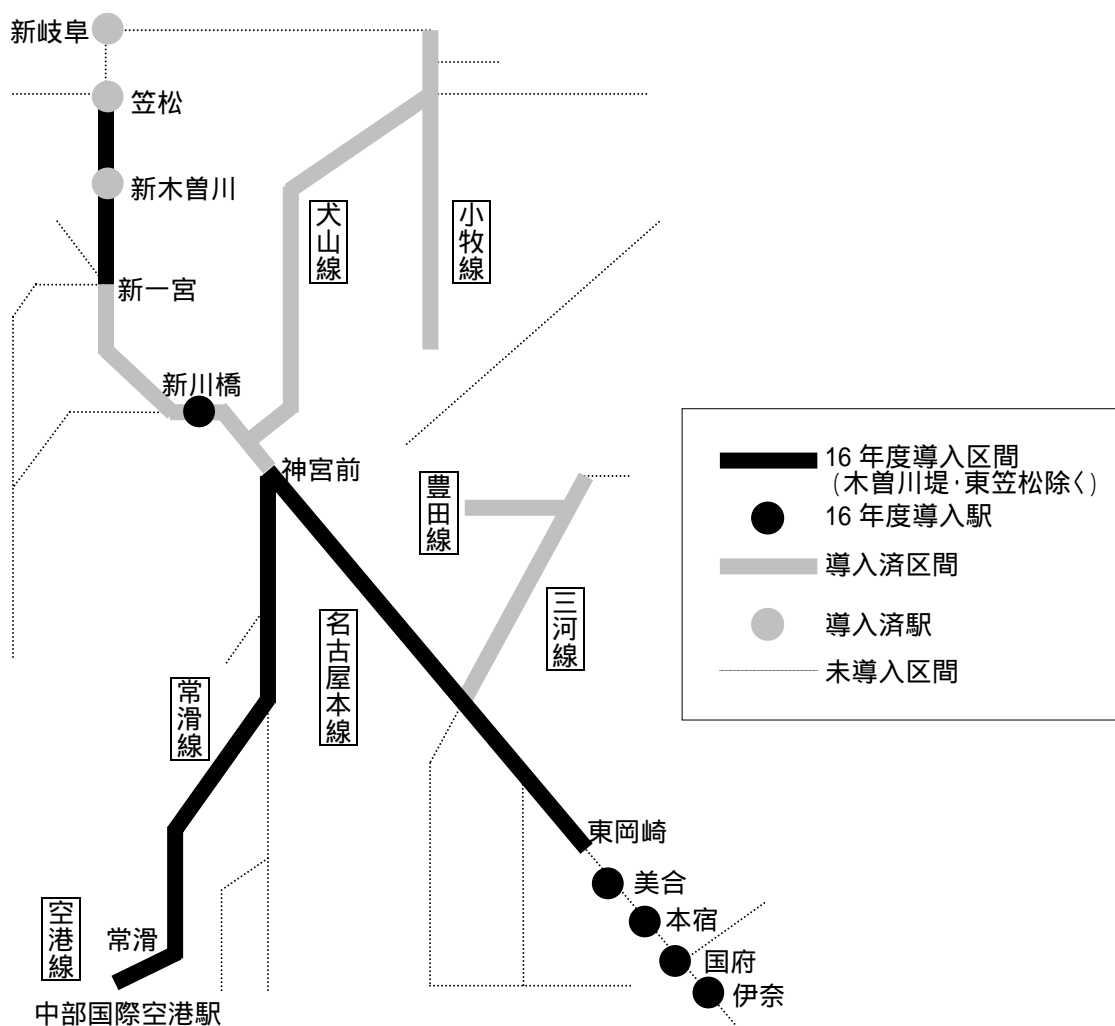 新岐阜
笠松
新木曽川
犬山線
小牧線
新一宮
新川橋
神宮前
豊田線
16 年度導入区間
(木曽川堤・東笠松除く)
16 年度導入駅
導入済区間
導入済駅
未導入区間
三河線
名古屋本線
常滑線
東岡崎
美合
本宿
国府
伊奈
空港線
常滑
中部国際空港駅